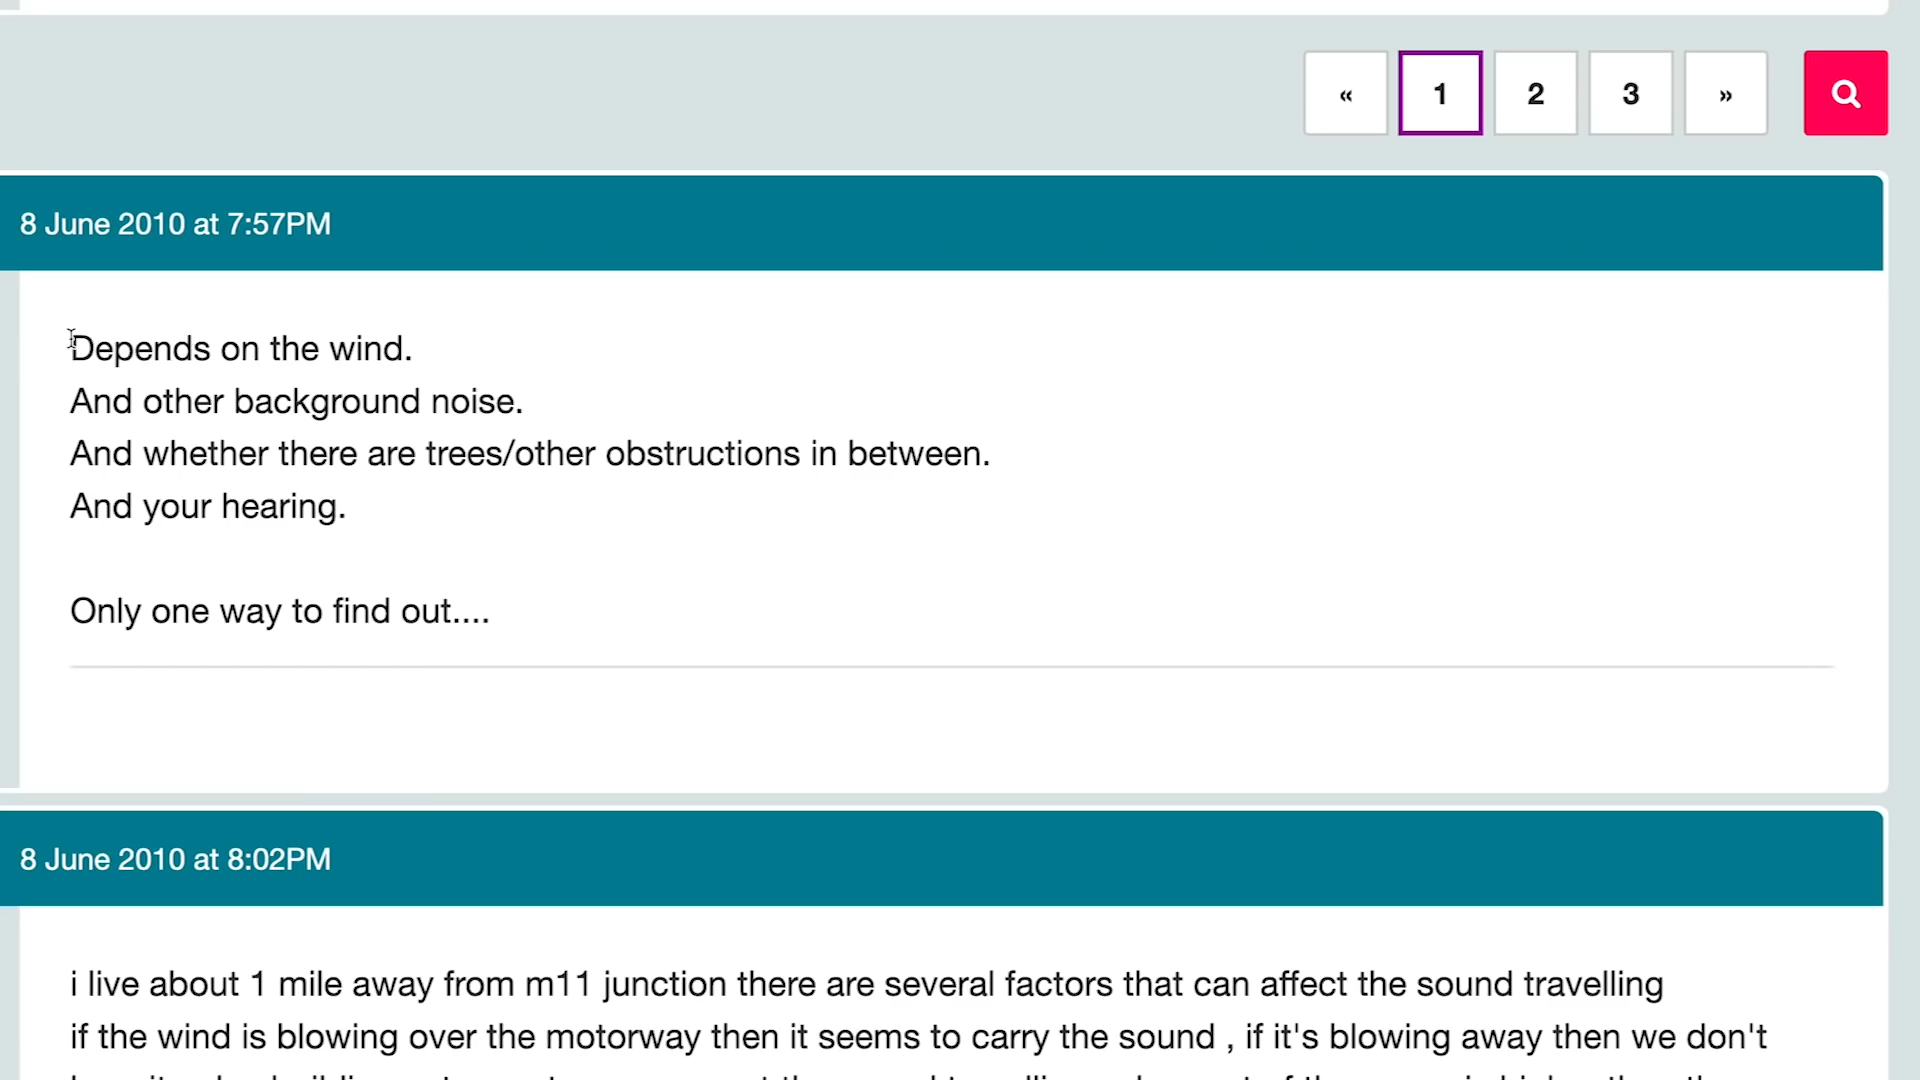 « 1 2 3 »
8 June 2010 at 7:57PM
Depends on the wind.
And other background noise.
And whether there are trees/other obstructions in between.
And your hearing.
Only one way to find out....
8 June 2010 at 8:02PM
i live about 1 mile away from m11 junction there are several factors that can affect the sound travelling
if the wind is blowing over the motorway then it seems to carry the sound , if it's blowing away then we don't